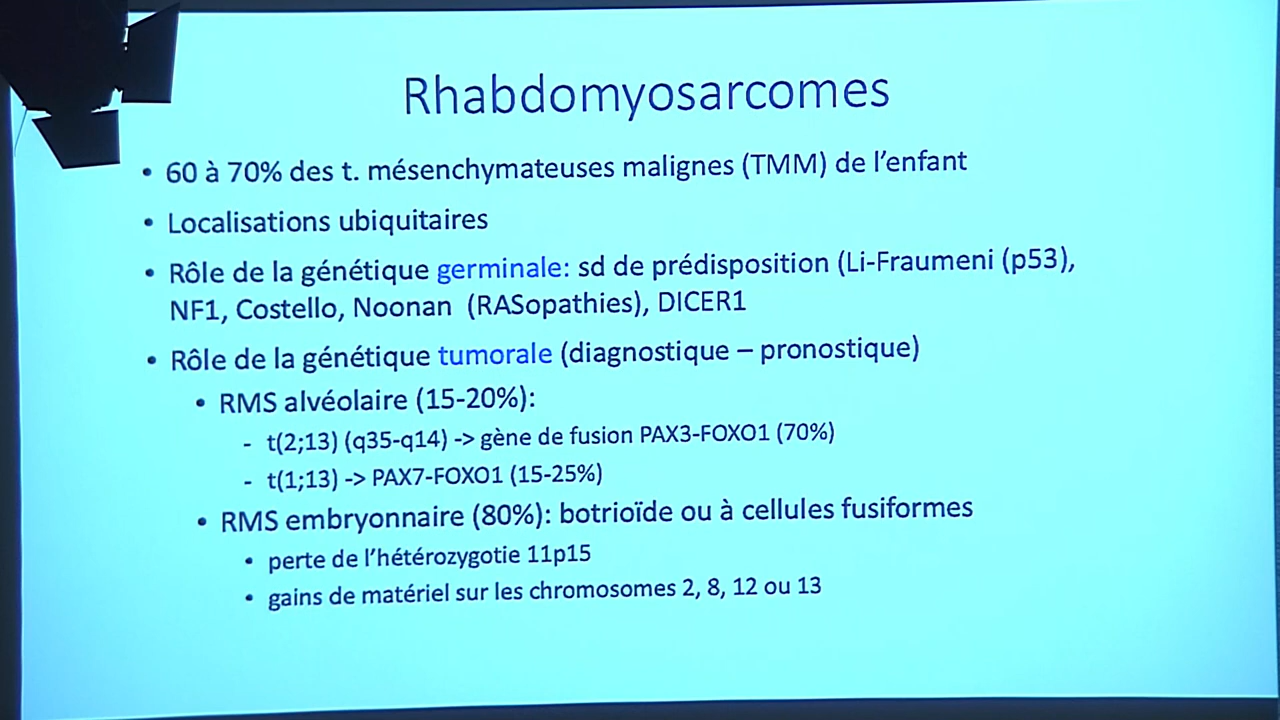 Rhabdomyosarcomes
• 60 à 70% des t. mésenchymateuses malignes (TMM) de l'enfant
• Localisations ubiquitaires
• Rôle de la génétique germinale: sd de prédisposition (Li-Fraumeni (p53),
NF1, Costello, Noonan (RASopathies), DICER1
• Rôle de la génétique tumorale (diagnostique – pronostique)
• RMS alvéolaire (15-20%):
- t(2;13) (q35-q14) -> gène de fusion PAX3-FOXO1 (70%)
- t(1;13) -> PAX7-FOXO1 (15-25%)
• RMS embryonnaire (80%): botrioïde ou à cellules fusiformes
• perte de l'hétérozygotie 11p15
• gains de matériel sur les chromosomes 2, 8, 12 ou 13